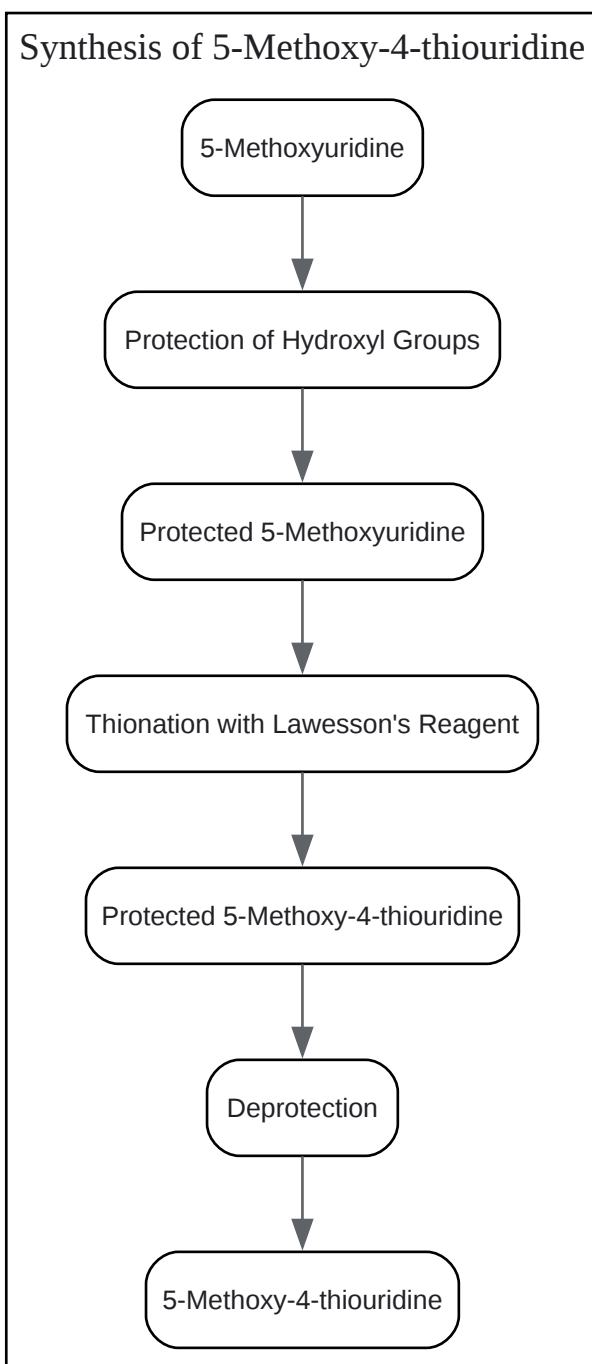 Synthesis of 5-Methoxy-4-thiouridine
5-Methoxyuridine
Protection of Hydroxyl Groups
Protected 5-Methoxyuridine
Thionation with Lawesson's Reagent
Protected 5-Methoxy-4-thiouridine
Deprotection
5-Methoxy-4-thiouridine